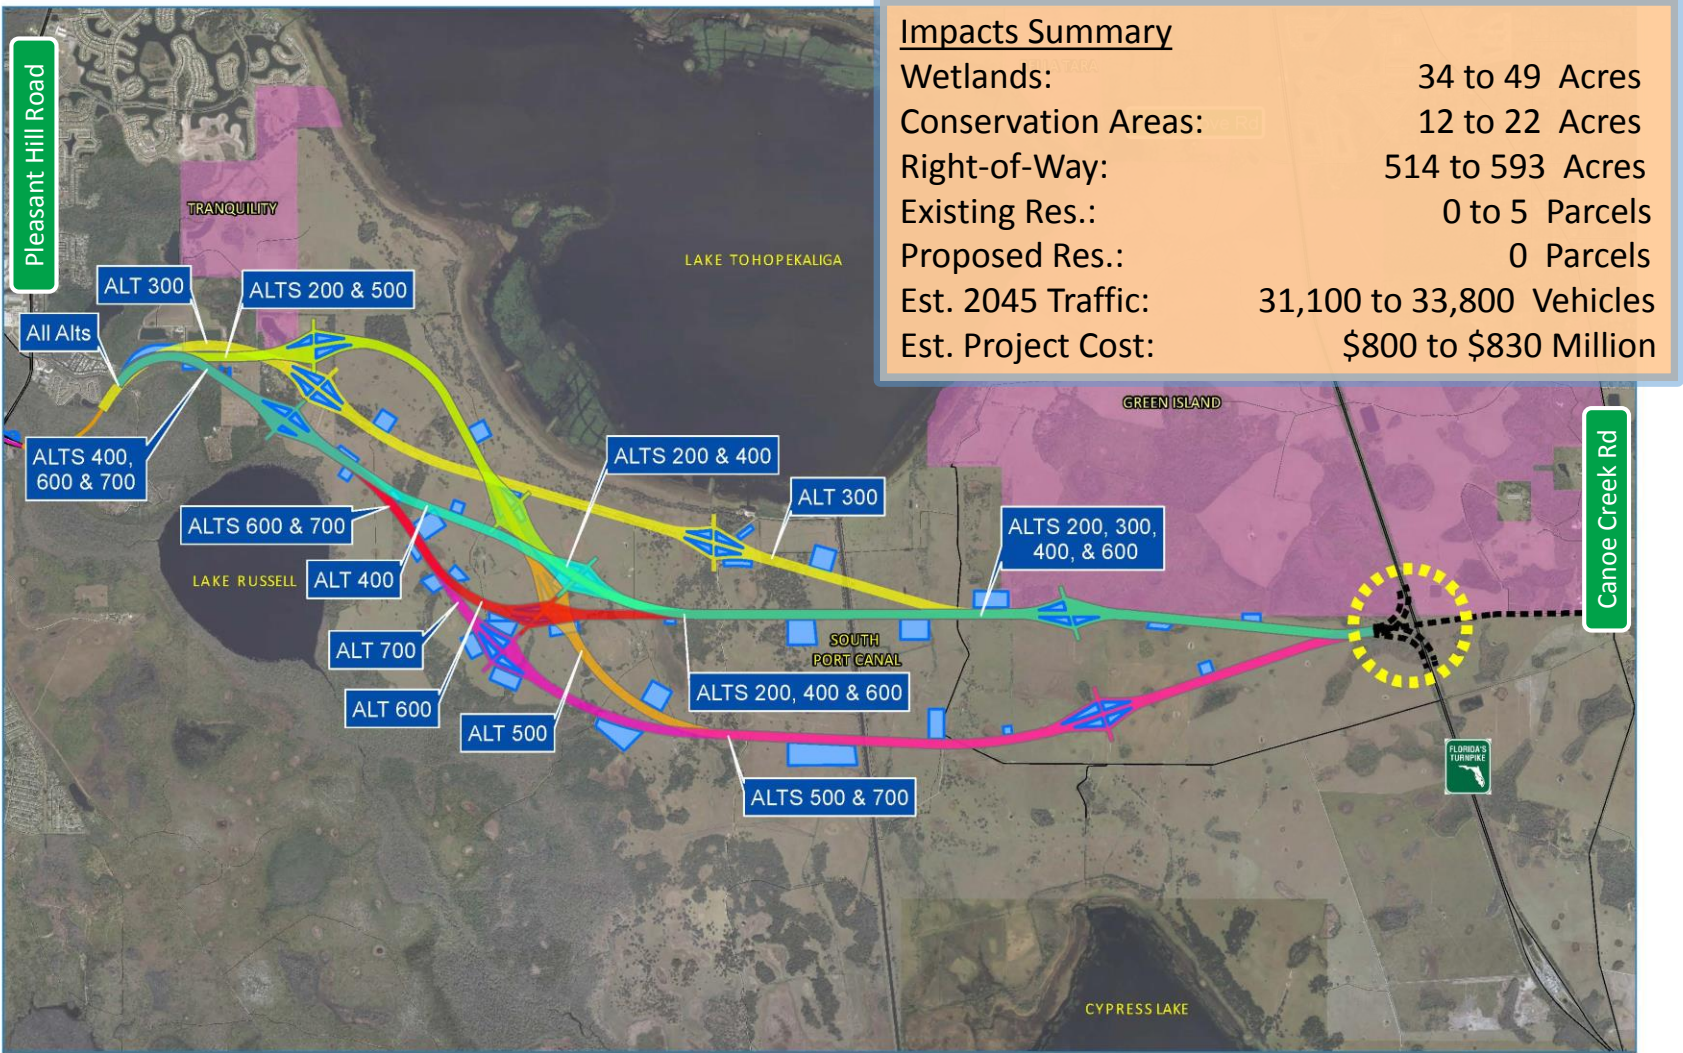 Impacts Summary
Wetlands: 34 to 49 Acres
Conservation Areas: 12 to 22 Acres
Right-of-Way: 514 to 593 Acres
Existing Res.: 0 to 5 Parcels
Proposed Res.: 0 Parcels
Est. 2045 Traffic: 31,100 to 33,800 Vehicles
Est. Project Cost: $800 to $830 Million
Pleasant Hill Road
TRANQUILITY
LAKE TOHOPEKALIGA
ALT 300
ALTS 200 & 500
All Alts
GREEN ISLAND
Canoe Creek Rd
ALTS 400,
600 & 700
ALTS 200 & 400
ALT 300
ALTS 600 & 700
ALTS 200, 300,
400, & 600
LAKE RUSSELL
ALT 400
ALT 700
SOUTH
PORT CANAL
ALT 600
ALTS 200, 400 & 600
ALT 500
FLORIDA'S
TURNPIKE
ALTS 500 & 700
CYPRESS LAKE